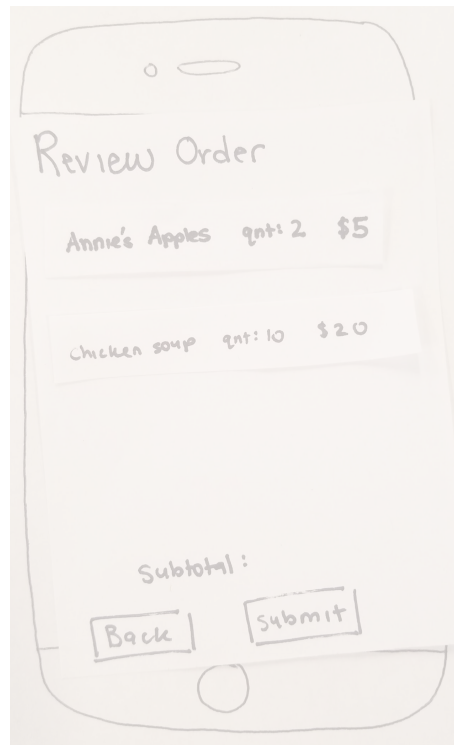 Review Order
Annie's Apples qnt: 2 $5
Chicken soup qnt: 10 $20
Subtotal:
Back Submit